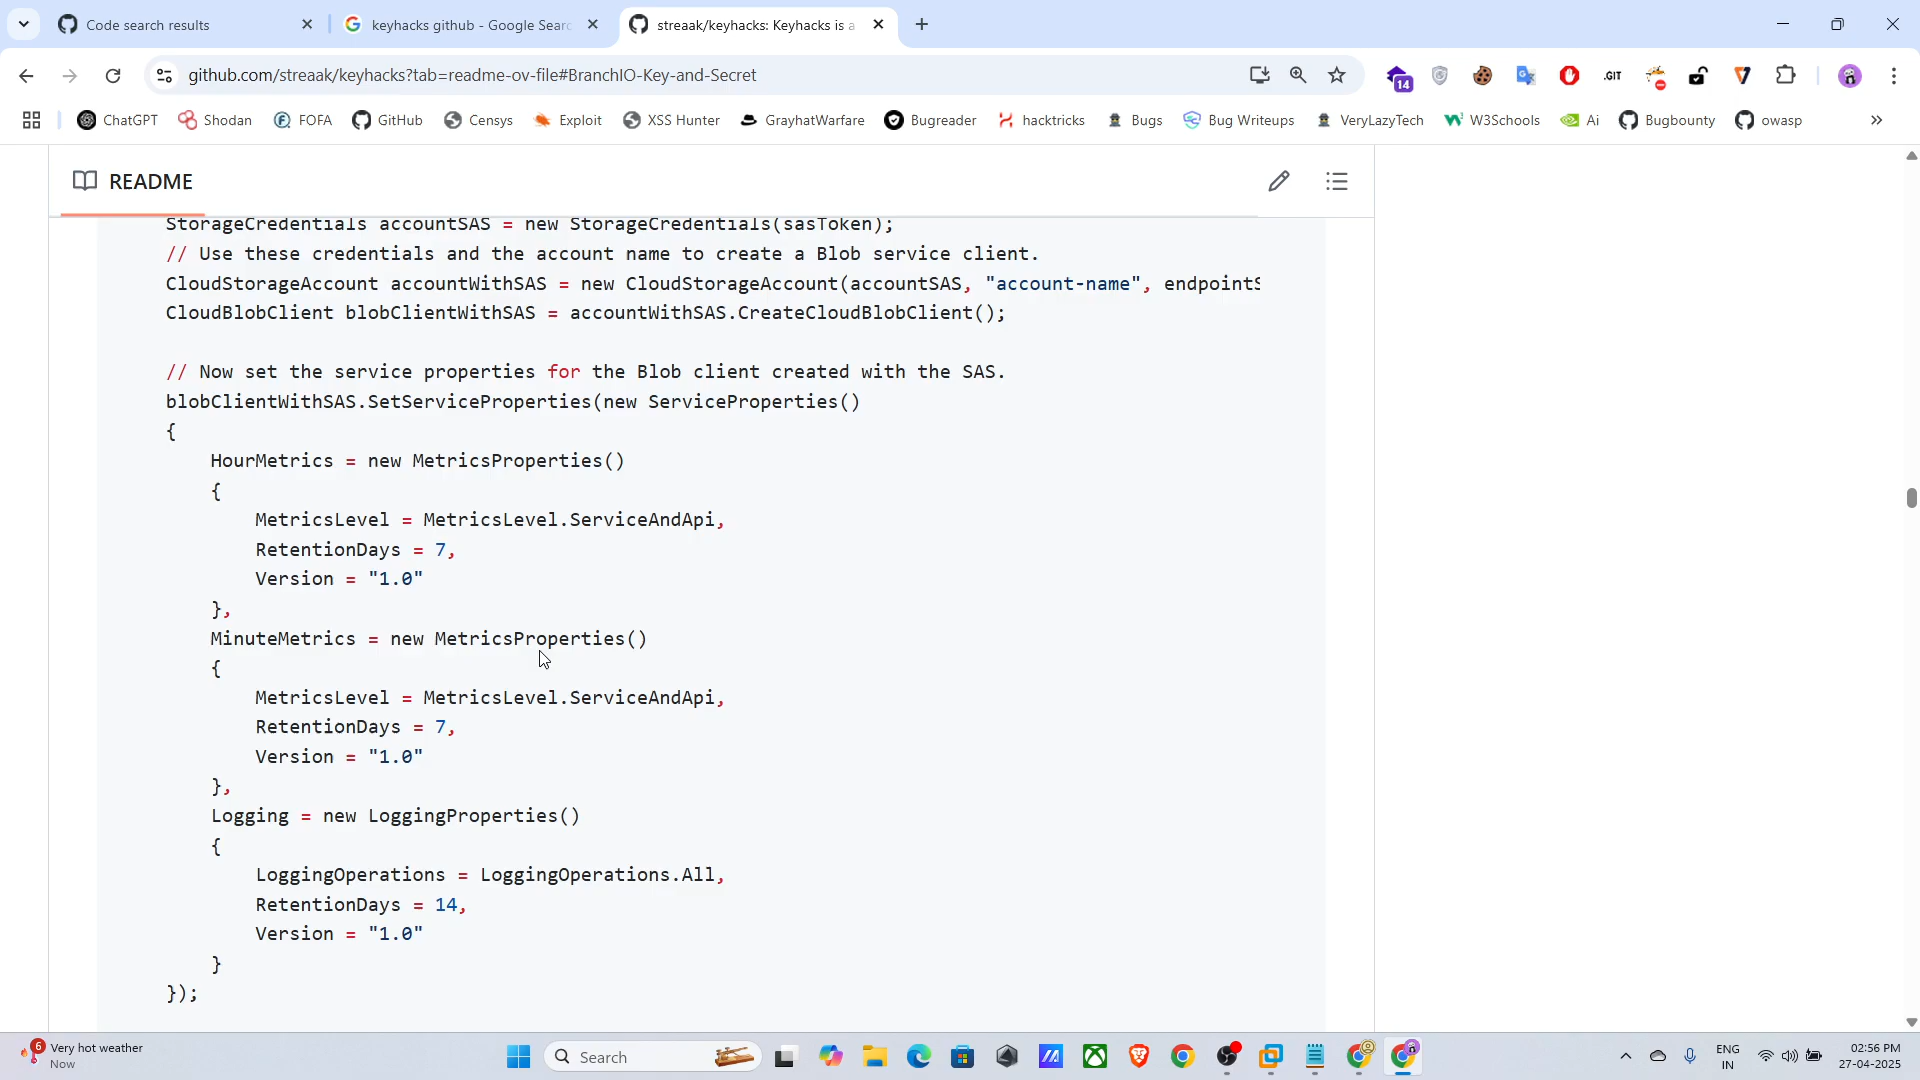 Code search results
keyhacks github - Google Sear
streaak/keyhacks: Keyhacks is a
github.com/streaak/keyhacks?tab=readme-ov-file#BranchIO-Key-and-Secret
14
.GIT
ChatGPT
Shodan
FOFA
GitHub
Censys
Exploit
XSS Hunter
GrayhatWarfare
Bugreader
hacktricks
Bugs
Bug Writeups
VeryLazyTech
W3Schools
Ai
Bugbounty
owasp
README
StorageCredentials accountSAS = new StorageCredentials(sasToken);
// Use these credentials and the account name to create a Blob service client.
CloudStorageAccount accountWithSAS = new CloudStorageAccount(accountSAS, "account-name", endpointS
CloudBlobClient blobClientWithSAS = accountWithSAS.CreateCloudBlobClient();
// Now set the service properties for the Blob client created with the SAS.
blobClientWithSAS.SetServiceProperties(new ServiceProperties()
{
HourMetrics = new MetricsProperties()
{
MetricsLevel = MetricsLevel.ServiceAndApi,
RetentionDays = 7,
Version = "1.0"
},
MinuteMetrics = new MetricsProperties()
{
MetricsLevel = MetricsLevel.ServiceAndApi,
RetentionDays = 7,
Version = "1.0"
},
Logging = new LoggingProperties()
{
LoggingOperations = LoggingOperations.All,
RetentionDays = 14,
Version = "1.0"
}
});
6
Very hot weather
Now
Search
ENG
IN
02:56 PM
27-04-2025